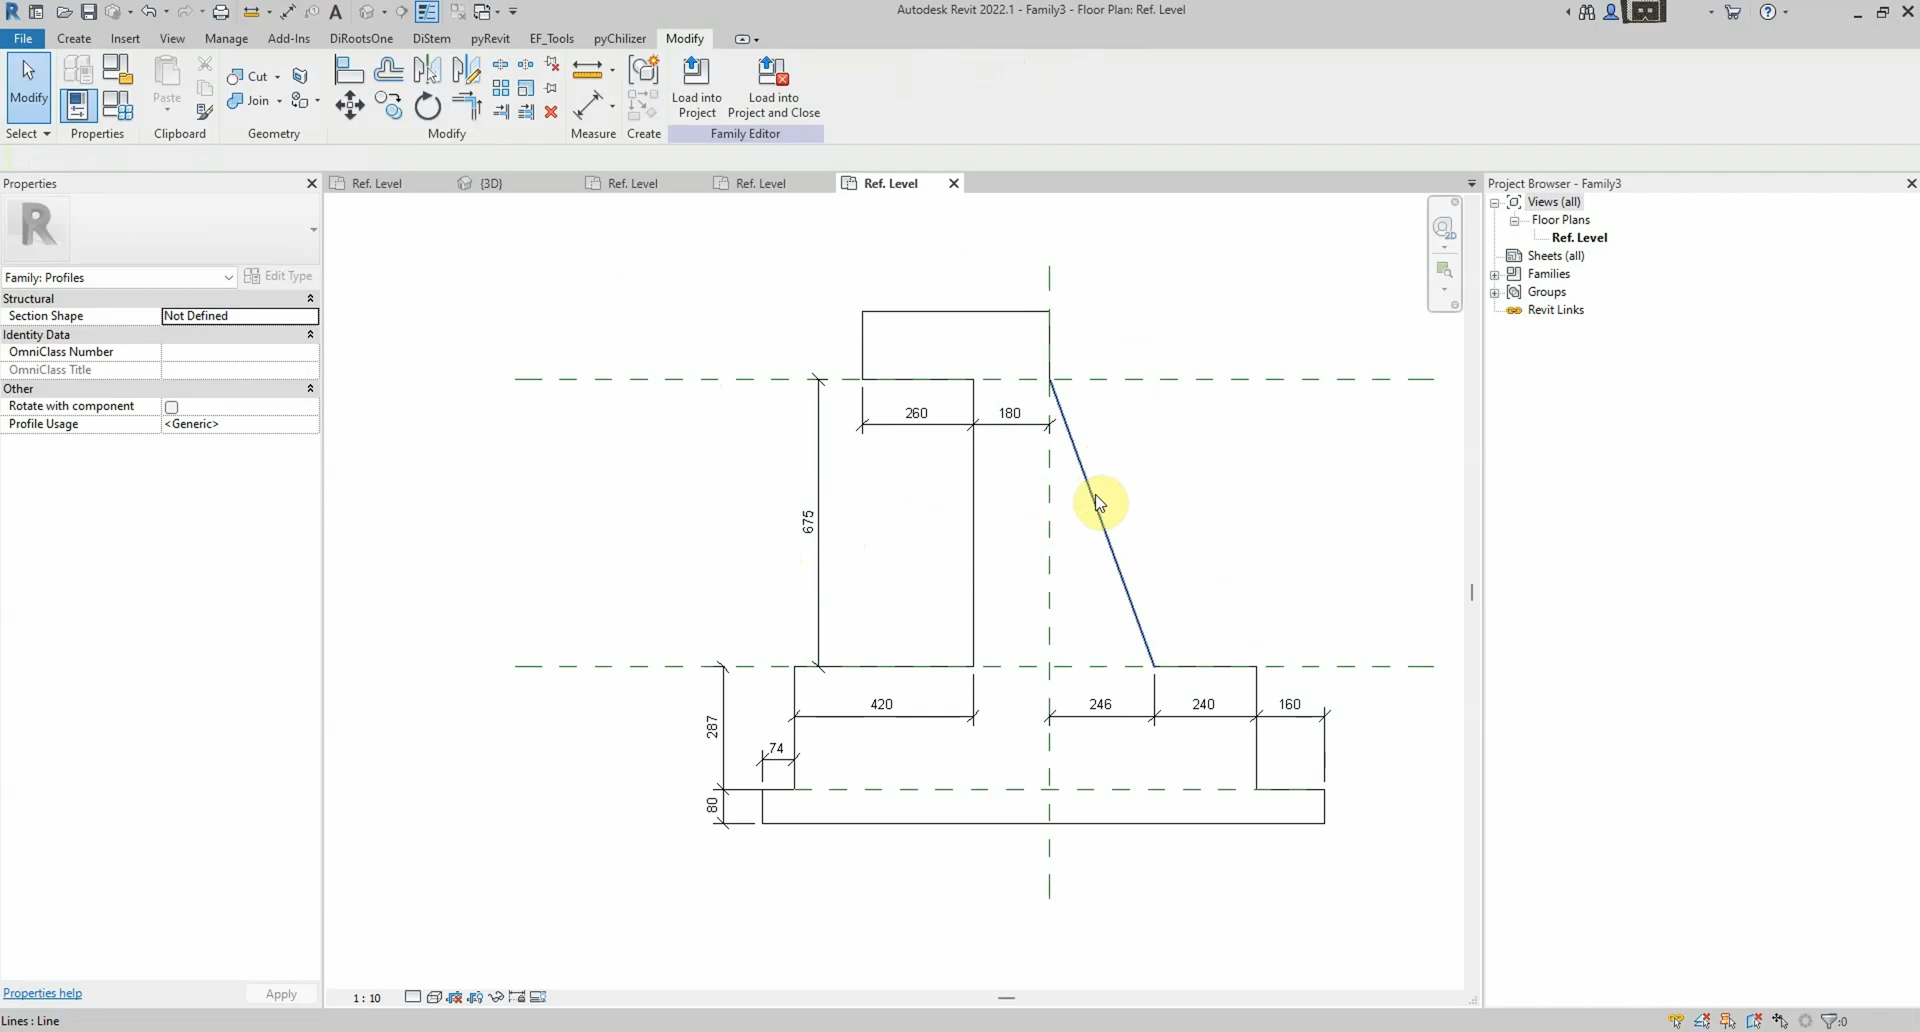 Autodesk Revit 2022.1 - Family3 - Floor Plan: Ref. Level
File Create Insert View Manage Add-Ins DiRootsOne DiStem pyRevit EF_Tools pyChilizer Modify
Modify Paste Cut Join Load into Project Load into Project and Close
Select Properties Clipboard Geometry Modify Measure Create Family Editor
Properties
Ref. Level {3D} Ref. Level Ref. Level Ref. Level
Project Browser - Family3
Family: Profiles Edit Type
Structural
Section Shape Not Defined
Identity Data
OmniClass Number
OmniClass Title
Other
Rotate with component
Profile Usage <Generic>
Views (all)
Floor Plans
Ref. Level
Sheets (all)
Families
Groups
Revit Links
2D
260 180
675
420 246 240 160
287
74
80
Properties help Apply
1 : 10
Lines : Line
:0